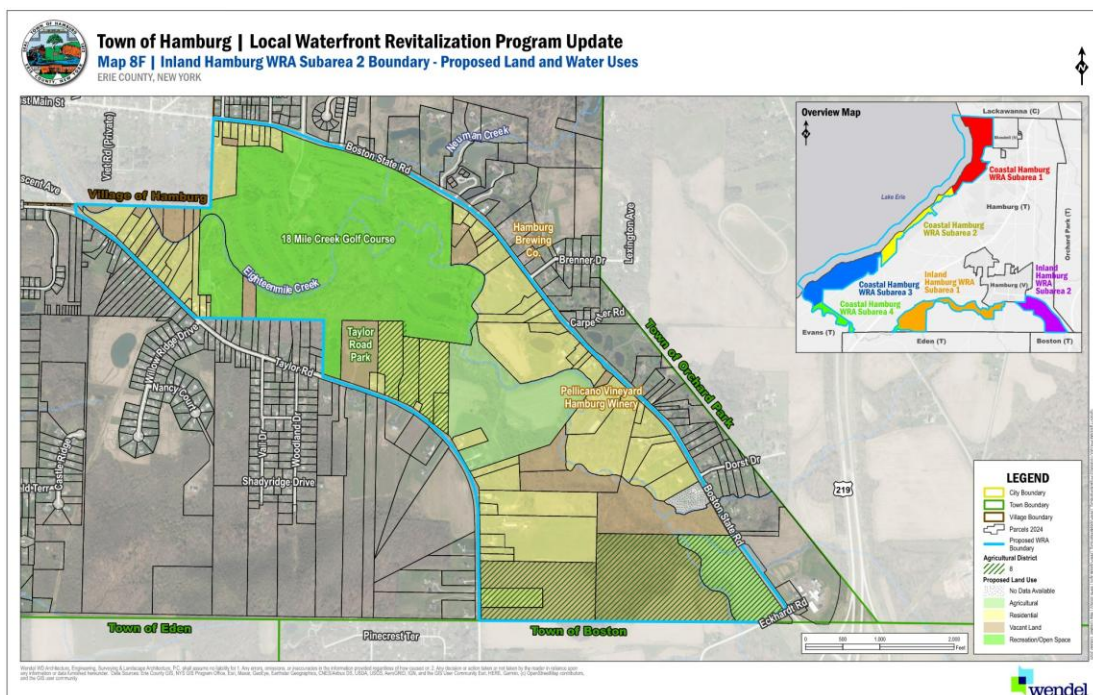 Town of Hamburg | Local Waterfront Revitalization Program Update
Map 8F | Inland Hamburg WRA Subarea 2 Boundary - Proposed Land and Water Uses
ERIE COUNTY, NEW YORK
N
Boston State Rd
Neuman Creek
Village of Hamburg
18 Mile Creek Golf Course
Eighteenmile Creek
Hamburg
Brewing
Co.
Brenner Dr
Lexington Ave
Carpenter Rd
Town of Orchard Park
Willow Ridge Drive
Nancy Court
Taylor Rd
Taylor
Road
Park
Castle Ridge
Val Dr
Woodland Dr
Shadyridge Drive
Pellicano Vineyard
Hamburg Winery
Dorst Dr
Boston State Rd
219
Eckhardt Rd
Town of Eden
Pinecrest Ter
Town of Boston
Overview Map
N
Lackawanna (C)
Coastal Hamburg
WRA Subarea 1
Lake Erie
Hamburg (T)
Orchard Park (T)
Coastal Hamburg
WRA Subarea 2
Coastal Hamburg
WRA Subarea 3
Inland
Hamburg WRA
Subarea 1
Hamburg (V)
Inland
Hamburg
WRA
Subarea 2
Coastal Hamburg
WRA Subarea 4
Evans (T)
Eden (T)
Boston (T)
LEGEND
City Boundary
Town Boundary
Village Boundary
Parcels 2024
Proposed WRA
Boundary
Agricultural District
8
Proposed Land Use
No Data Available
Agricultural
Residential
Vacant Land
Recreation/Open Space
0 500 1,000 2,000
Feet
wendel